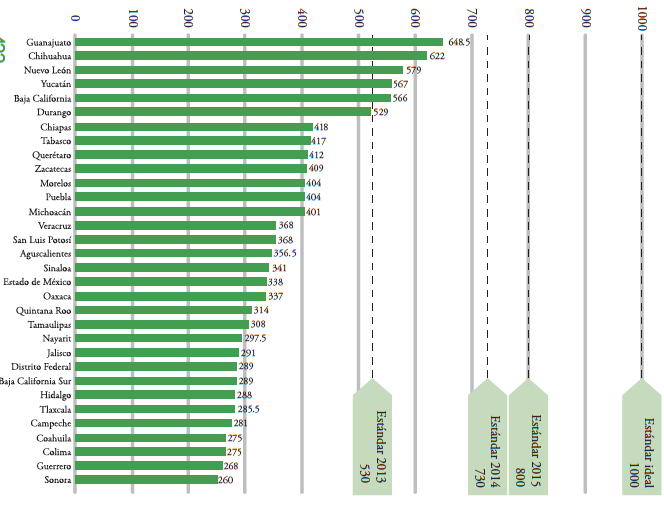 0 100 200 300 400 500 600 700 800 900 1000
Guanajuato 648.5
Chihuahua 622
Nuevo León 579
Yucatán 567
Baja California 566
Durango 529
Chiapas 418
Tabasco 417
Querétaro 412
Zacatecas 409
Morelos 404
Puebla 404
Michoacán 401
Veracruz 368
San Luis Potosí 368
Aguscalientes 356.5
Sinaloa 341
Estado de México 338
Oaxaca 337
Quintana Roo 314
Tamaulipas 308
Nayarit 297.5
Jalisco 291
Distrito Federal 289
Baja California Sur 289
Hidalgo 288
Tlaxcala 285.5
Campeche 281
Coahuila 275
Colima 275
Guerrero 268
Sonora 260
Estándar 2013
530
Estándar 2014
730
Estándar 2015
800
Estándar ideal
1000